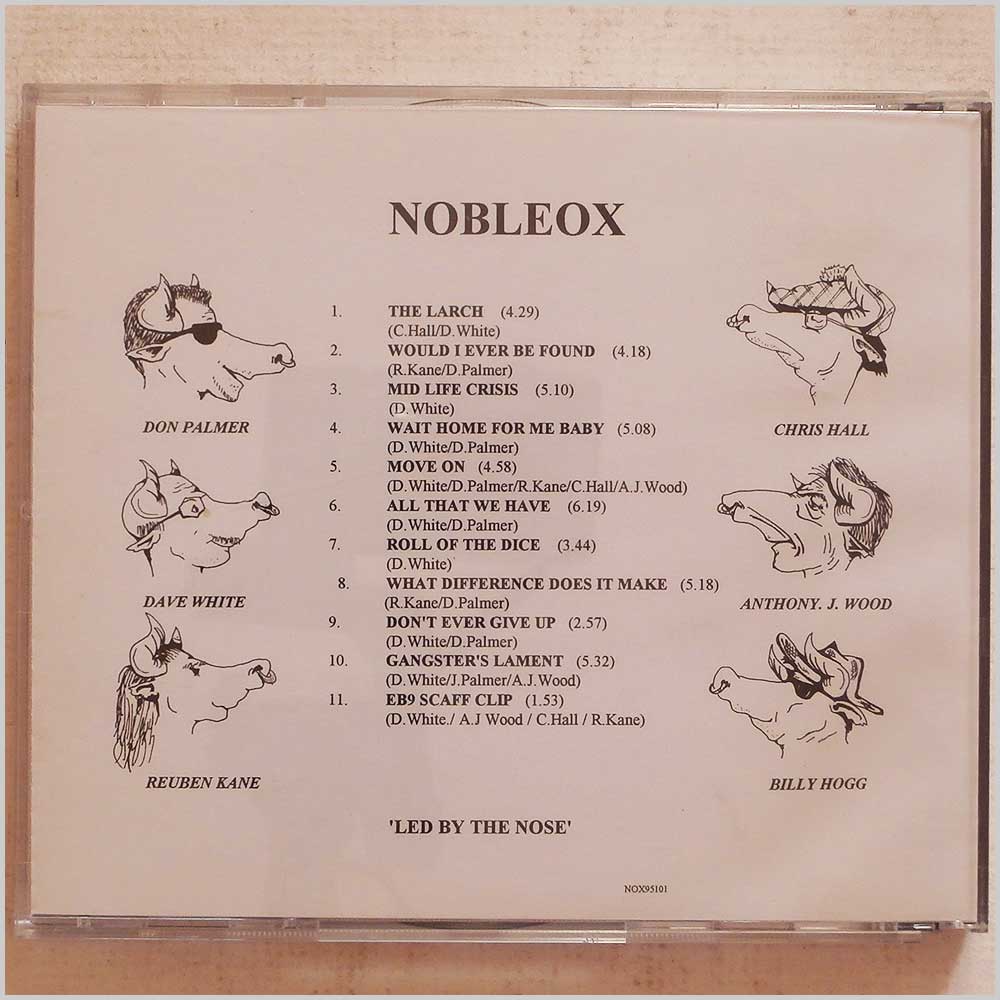 NOBLEOX
1. THE LARCH (4.29)
(C.Hall/D.White)
2. WOULD I EVER BE FOUND (4.18)
(R.Kane/D.Palmer)
3. MID LIFE CRISIS (5.10)
(D.White)
4. WAIT HOME FOR ME BABY (5.08)
(D.White/D.Palmer)
5. MOVE ON (4.58)
(D.White/D.Palmer/R.Kane/C.Hall/A.J.Wood)
6. ALL THAT WE HAVE (6.19)
(D.White/D.Palmer)
7. ROLL OF THE DICE (3.44)
(D.White)
8. WHAT DIFFERENCE DOES IT MAKE (5.18)
(R.Kane/D.Palmer)
9. DON'T EVER GIVE UP (2.57)
(D.White/D.Palmer)
10. GANGSTER'S LAMENT (5.32)
(D.White/J.Palmer/A.J.Wood)
11. EB9 SCAFF CLIP (1.53)
(D.White./ A.J Wood / C.Hall / R.Kane)
DON PALMER
DAVE WHITE
REUBEN KANE
CHRIS HALL
ANTHONY. J. WOOD
BILLY HOGG
'LED BY THE NOSE'
NOX95101